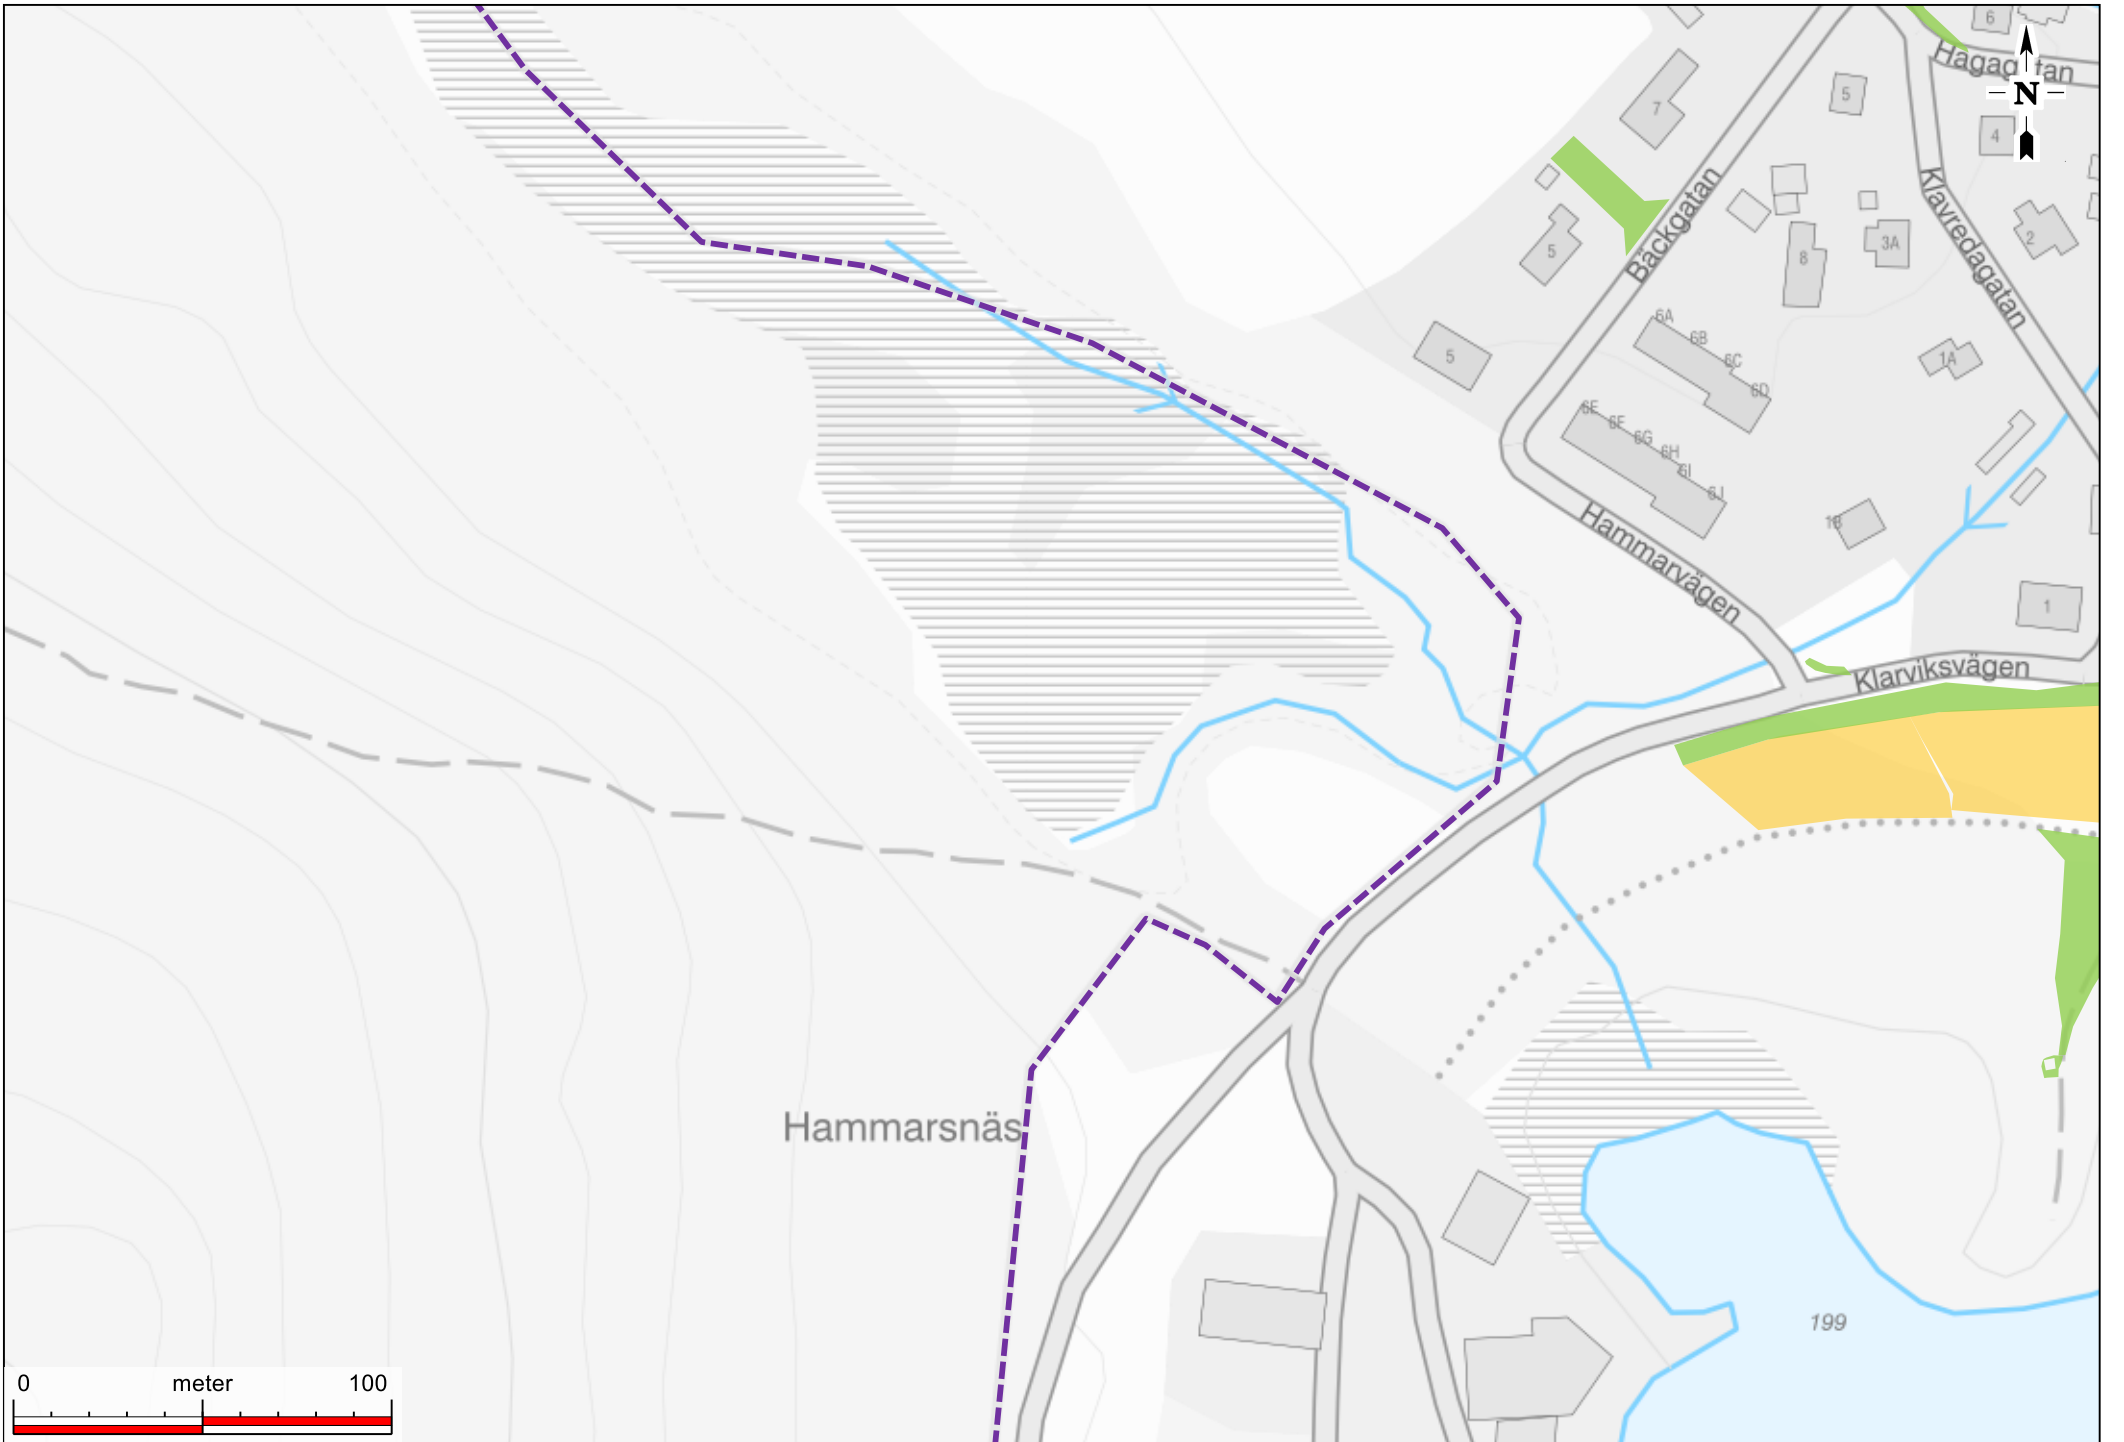 6
Hagagatan
N
7
5
4
Bäckgatan
Klavredagatan
5
8
3A
2
6A
6B
6C
6D
5
1A
6E
6F
6G
6H
6I
6J
Hammarvägen
1B
1
Klarviksvägen
Hammarsnäs
199
0 meter 100